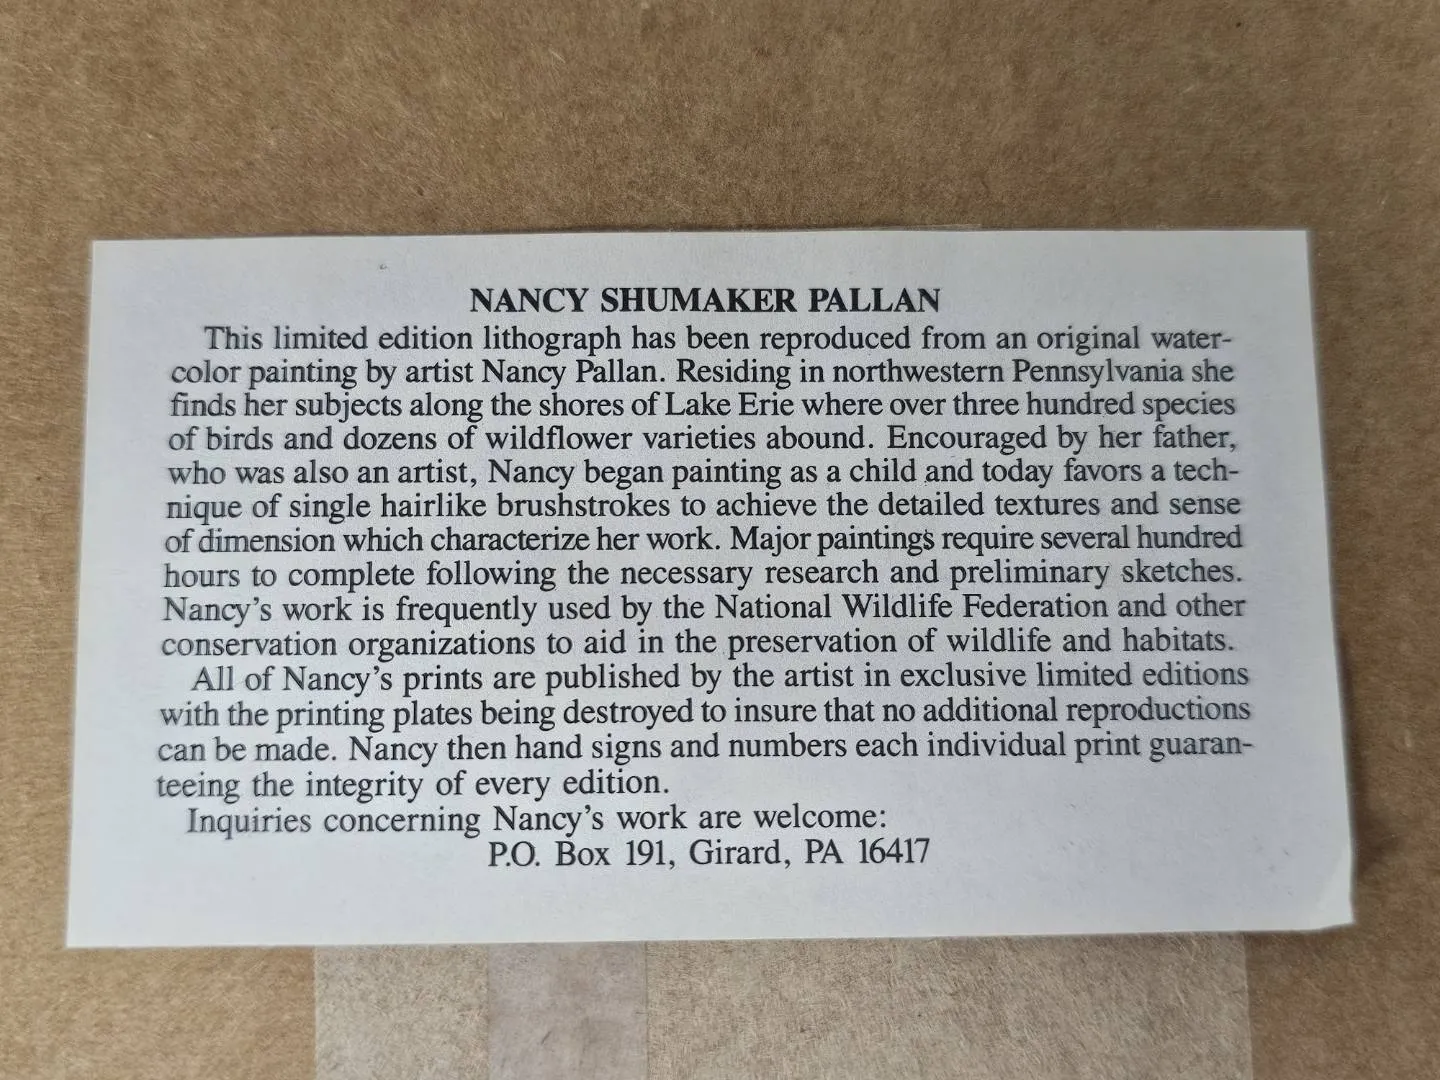 NANCY SHUMAKER PALLAN
This limited edition lithograph has been reproduced from an original water-
color painting by artist Nancy Pallan. Residing in northwestern Pennsylvania she
finds her subjects along the shores of Lake Erie where over three hundred species
of birds and dozens of wildflower varieties abound. Encouraged by her father,
who was also an artist, Nancy began painting as a child and today favors a tech-
nique of single hairlike brushstrokes to achieve the detailed textures and sense
of dimension which characterize her work. Major paintings require several hundred
hours to complete following the necessary research and preliminary sketches.
Nancy's work is frequently used by the National Wildlife Federation and other
conservation organizations to aid in the preservation of wildlife and habitats.
All of Nancy's prints are published by the artist in exclusive limited editions
with the printing plates being destroyed to insure that no additional reproductions
can be made. Nancy then hand signs and numbers each individual print guaran-
teeing the integrity of every edition.
Inquiries concerning Nancy's work are welcome:
P.O. Box 191, Girard, PA 16417